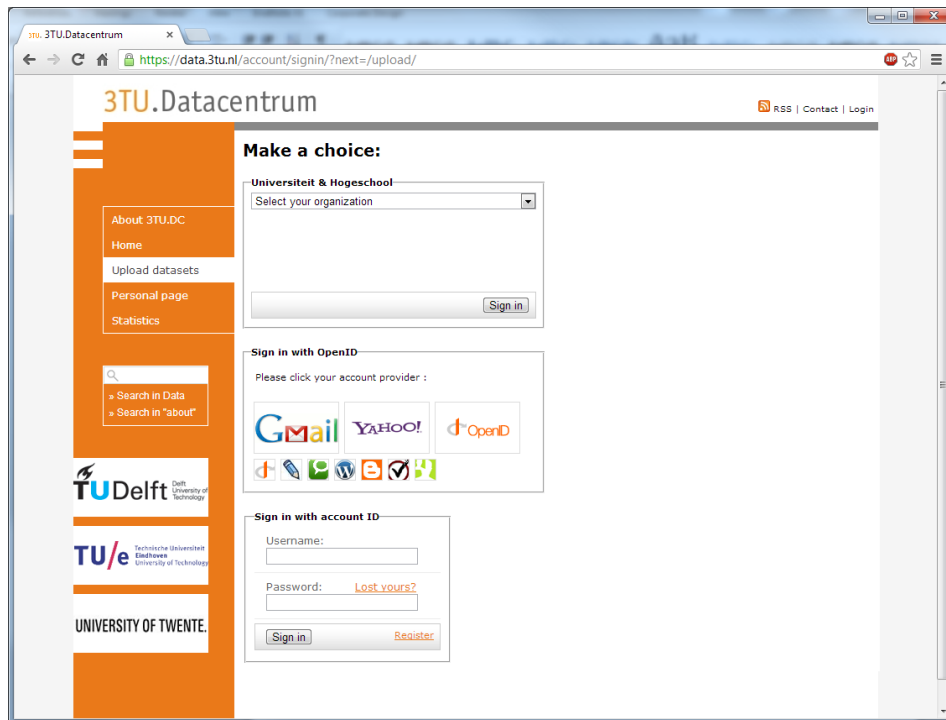 3TU. 3TU.Datacentrum
https://data.3tu.nl/account/signin/?next=/upload/
ABP
3TU.Datacentrum
RSS | Contact | Login
Make a choice:
Universiteit & Hogeschool
Select your organization
Sign in
About 3TU.DC
Home
Upload datasets
Personal page
Statistics
» Search in Data
» Search in "about"
Sign in with OpenID
Please click your account provider :
Gmail
YAHOO!
OpenID
TUDelft
Delft
University of
Technology
TU/e
Technische Universiteit
Eindhoven
University of Technology
UNIVERSITY OF TWENTE.
Sign in with account ID
Username:
Password: Lost yours?
Sign in Register